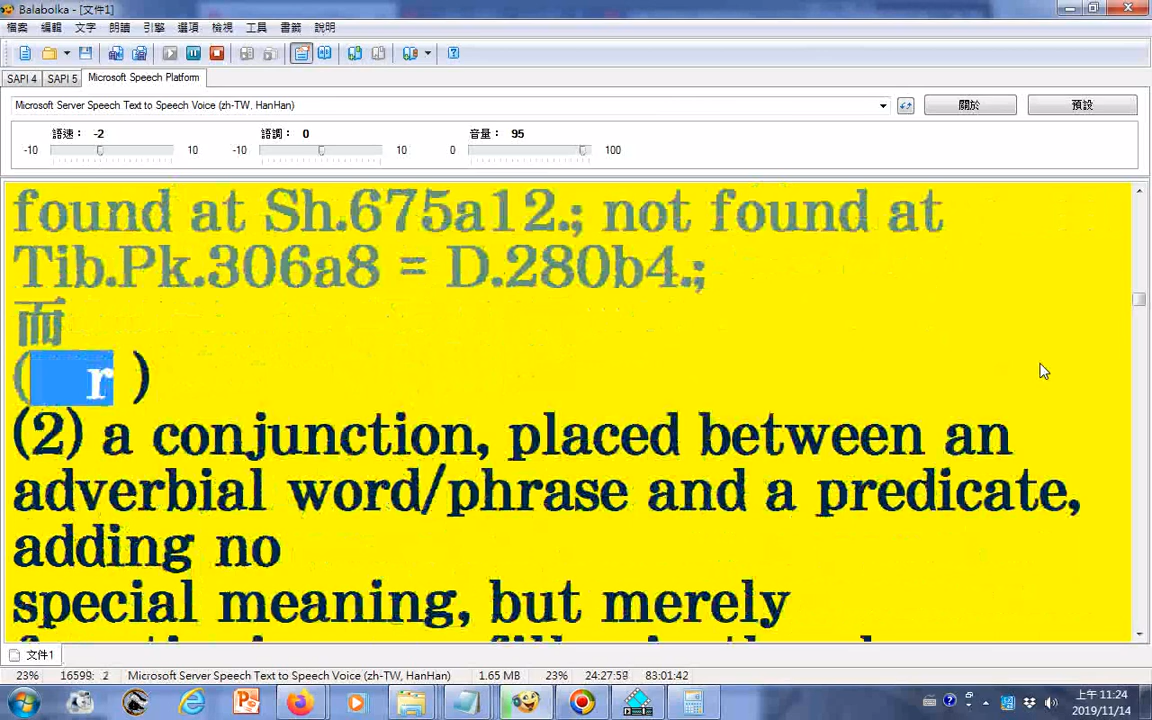 Balabolka - [文件1]
檔案 編輯 文字 朗讀 引擎 選項 檢視 工具 書籤 說明
SAPI 4 SAPI 5 Microsoft Speech Platform
Microsoft Server Speech Text to Speech Voice (zh-TW, HanHan) 關於 預設
語速： -2 語調： 0 音量： 95
-10 10 -10 10 0 100
found at Sh.675a12.; not found at
Tib.Pk.306a8 = D.280b4.;
而
( r )
(2) a conjunction, placed between an
adverbial word/phrase and a predicate,
adding no
special meaning, but merely
文件1
23% 16599: 2 Microsoft Server Speech Text to Speech Voice (zh-TW, HanHan) 1.65 MB 23% 24:27:58 83:01:42
上午 11:24
2019/11/14